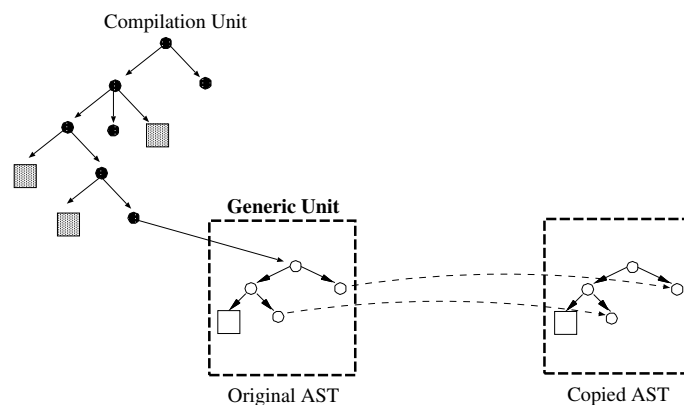 Compilation Unit
Generic Unit
Original AST
Copied AST